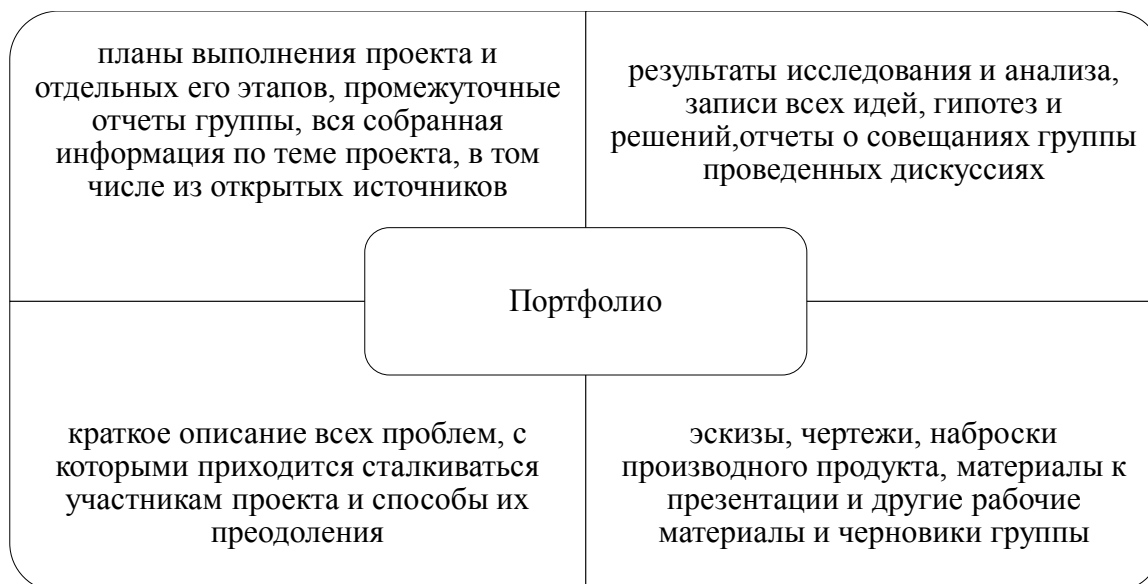 планы выполнения проекта и
отдельных его этапов, промежуточные
отчеты группы, вся собранная
информация по теме проекта, в том
числе из открытых источников
результаты исследования и анализа,
записи всех идей, гипотез и
решений,отчеты о совещаниях группы
проведенных дискуссиях
Портфолио
краткое описание всех проблем, с
которыми приходится сталкиваться
участникам проекта и способы их
преодоления
эскизы, чертежи, наброски
производного продукта, материалы к
презентации и другие рабочие
материалы и черновики группы